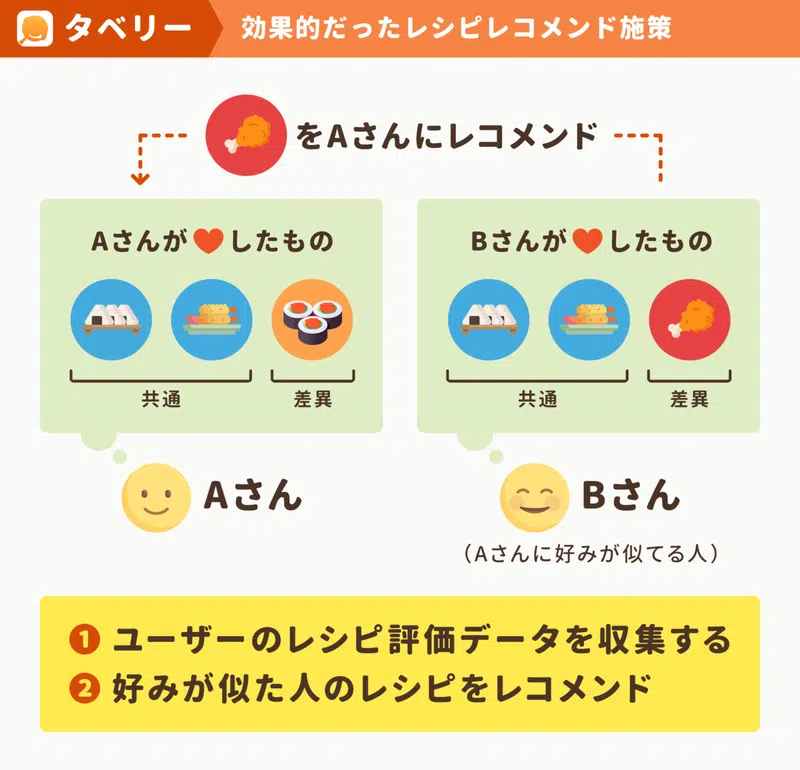 タベリー
効果的だったレシピレコメンド施策
をAさんにレコメンド
Aさんが❤したもの
共通
差異
Bさんが❤したもの
共通
差異
Aさん
Bさん
（Aさんに好みが似てる人）
1 ユーザーのレシピ評価データを収集する
2 好みが似た人のレシピをレコメンド